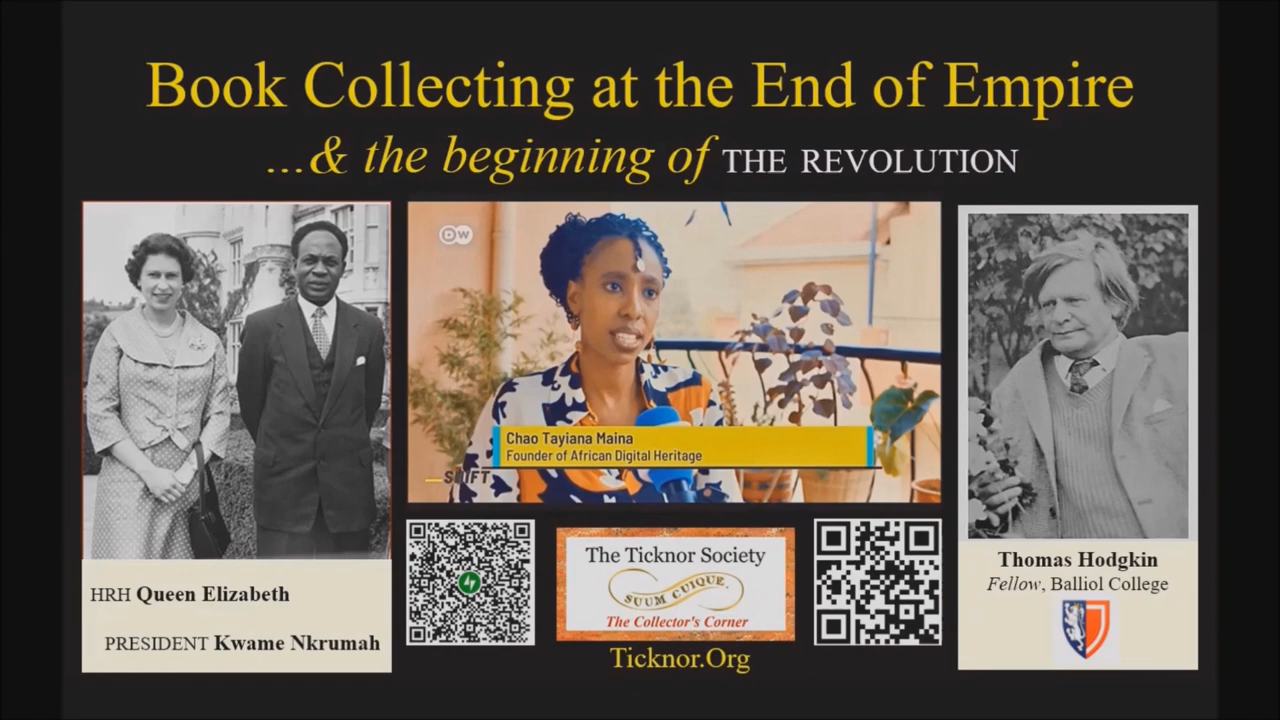 Book Collecting at the End of Empire
...& the beginning of THE REVOLUTION
DW
Chao Tayiana Maina
Founder of African Digital Heritage
SHIFT
HRH Queen Elizabeth
PRESIDENT Kwame Nkrumah
The Ticknor Society
SUUM CUIQUE.
The Collector's Corner
Ticknor.Org
Thomas Hodgkin
Fellow, Balliol College